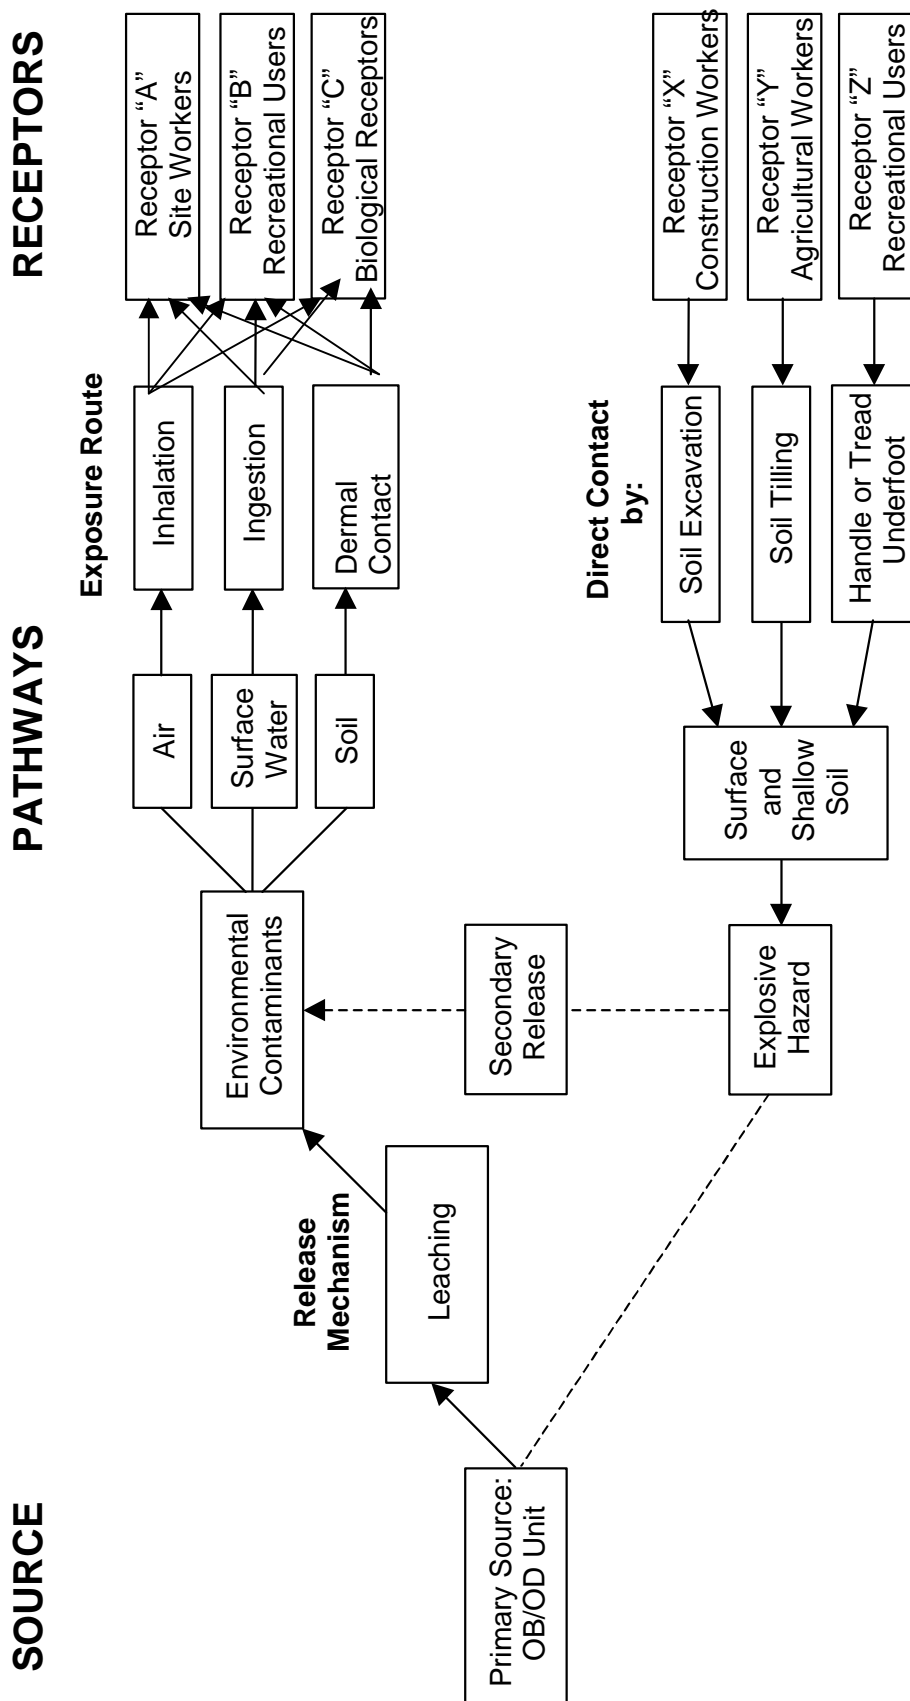 SOURCE
PATHWAYS
RECEPTORS
Primary Source:
OB/OD Unit
Release
Mechanism
Leaching
Environmental
Contaminants
Secondary
Release
Explosive
Hazard
Air
Surface
Water
Soil
Exposure Route
Inhalation
Ingestion
Dermal
Contact
Receptor “A”
Site Workers
Receptor “B”
Recreational Users
Receptor “C”
Biological Receptors
Surface
and
Shallow
Soil
Direct Contact
by:
Soil Excavation
Soil Tilling
Handle or Tread
Underfoot
Receptor “X”
Construction Workers
Receptor “Y”
Agricultural Workers
Receptor “Z”
Recreational Users